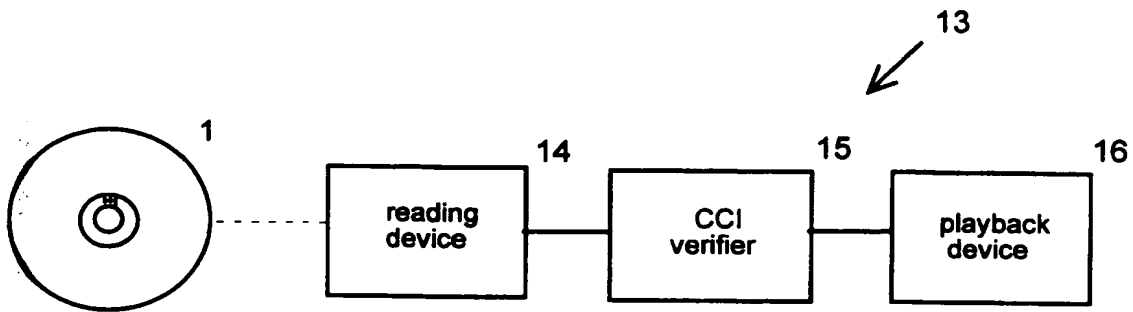 13
1
14
15
16
reading
device
CCI
verifier
playback
device